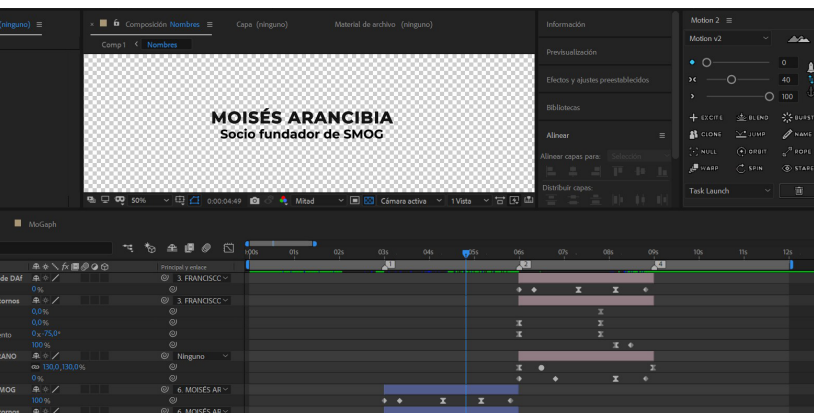 (ninguno)
Composición Nombres
Capa (ninguno)
Material de archivo (ninguno)
Comp 1 Nombres
MOISÉS ARANCIBIA
Socio fundador de SMOG
50%
0:00:04:49
Mitad
Cámara activa
1 Vista
Información
Previsualización
Efectos y ajustes preestablecidos
Bibliotecas
Alinear
Alinear capas para: Selección
Distribuir capas:
Motion 2
Motion v2
0
40
100
EXCITE BLEND BURST
CLONE JUMP NAME
NULL ORBIT ROPE
WARP SPIN STARE
Task Launch
MoGaph
:00s 01s 02s 03s 04s 05s 06s 07s 08s 09s 10s 11s 12s
1 2 4
fx
Principal y enlace
de DAf 3. FRANCISCC
0%
tornos 3. FRANCISCC
0,0%
0,0%
ento 0x-75,0°
100%
RANO Ninguno
130,0,130,0%
0%
MOG 6. MOISÉS AR
100%
tornos 6. MOISÉS AR